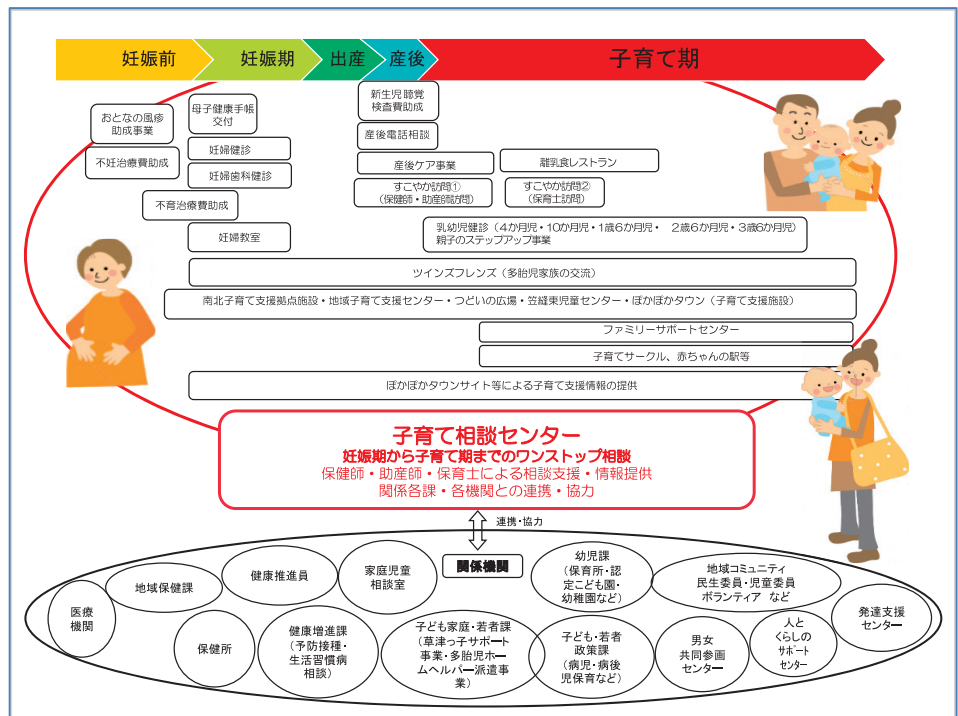 妊娠前
妊娠期
出産
産後
子育て期
おとなの風疹
助成事業
不妊治療費助成
母子健康手帳
交付
妊婦健診
妊婦歯科健診
不育治療費助成
妊婦教室
新生児聴覚
検査費助成
産後電話相談
産後ケア事業
離乳食レストラン
すこやか訪問①
(保健師・助産師訪問)
すこやか訪問②
(保育士訪問)
乳幼児健診(4か月児・10か月児・1歳6か月児・ 2歳6か月児・3歳6か月児)
親子のステップアップ事業
ツインズフレンズ(多胎児家族の交流)
南北子育て支援拠点施設・地域子育て支援センター・つどいの広場・笠縫東児童センター・ぽかぽかタウン(子育て支援施設)
ファミリーサポートセンター
子育てサークル、赤ちゃんの駅等
ぽかぽかタウンサイト等による子育て支援情報の提供
子育て相談センター
妊娠期から子育て期までのワンストップ相談
保健師・助産師・保育士による相談支援・情報提供
関係各課・各機関との連携・協力
連携・協力
関係機関
医療
機関
地域保健課
健康推進員
家庭児童
相談室
幼児課
(保育所・認
定こども園・
幼稚園など)
地域コミュニティ
民生委員・児童委員
ボランティア など
発達支援
センター
保健所
健康増進課
(予防接種・
生活習慣病
相談)
子ども家庭・若者課
(草津っ子サポート
事業・多胎児ホー
ムヘルパー派遣事
業)
子ども・若者
政策課
(病児・病後
児保育など)
男女
共同参画
センター
人と
くらしの
サポート
センター